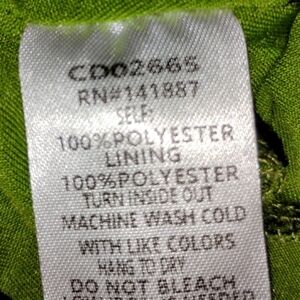 CD02665
RN#141887
SELF:
100%POLYESTER
LINING
100%POLYESTER
TURN INSIDE OUT
MACHINE WASH COLD
WITH LIKE COLORS
HANG TO DRY
DO NOT BLEACH